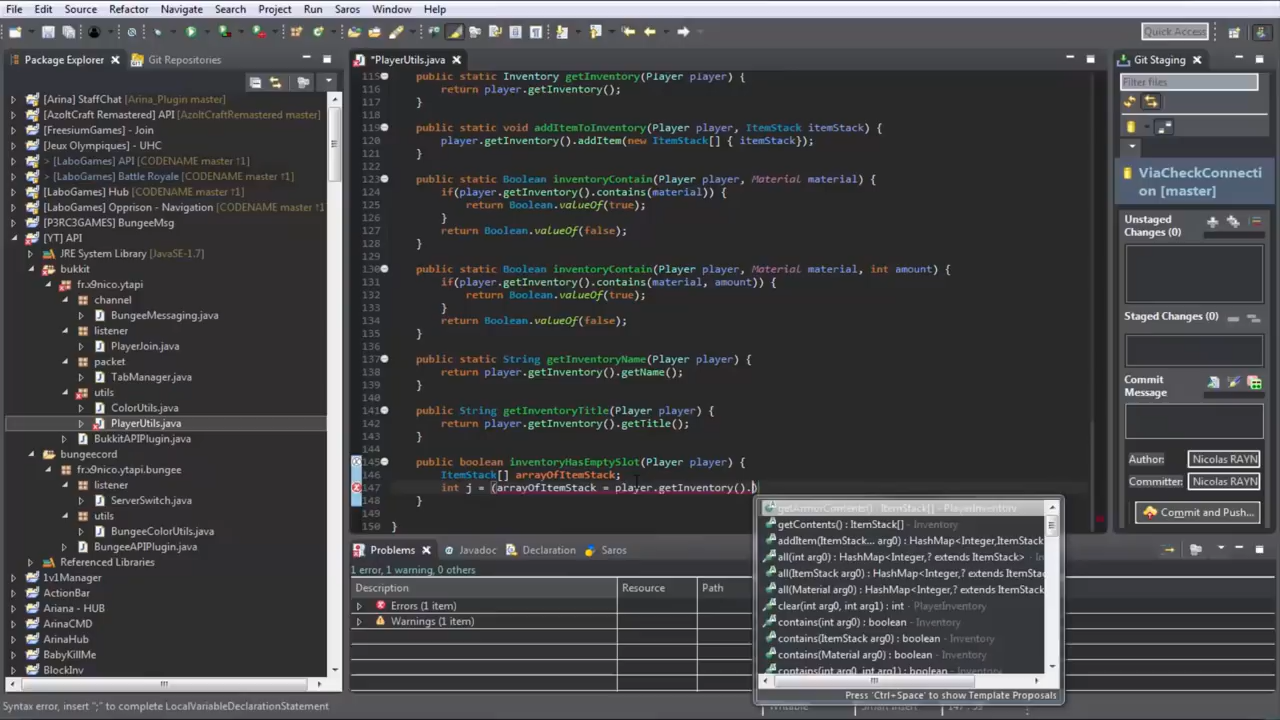 File Edit Source Refactor Navigate Search Project Run Saros Window Help
Quick Access
Package Explorer
Git Repositories
[Arina] StaffChat [Arina_Plugin master]
[AzoltCraft Remastered] API [AzoltCraftRemastered master]
[FreesiumGames] - Join
[Jeux Olympiques] - UHC
> [LaboGames] API [CODENAME master ↑1]
> [LaboGames] Battle Royale [CODENAME master ↑1]
[LaboGames] Hub [CODENAME master ↑1]
[LaboGames] Opprison - Navigation [CODENAME master ↑1]
[P3RC3GAMES] BungeeMsg
[YT] API
JRE System Library [JavaSE-1.7]
bukkit
fr.x9nico.ytapi
channel
BungeeMessaging.java
listener
PlayerJoin.java
packet
TabManager.java
utils
ColorUtils.java
PlayerUtils.java
BukkitAPIPlugin.java
bungeecord
fr.x9nico.ytapi.bungee
listener
ServerSwitch.java
utils
BungeeColorUtils.java
BungeeAPIPlugin.java
Referenced Libraries
1v1Manager
ActionBar
Ariana - HUB
ArinaCMD
ArinaHub
BabyKillMe
BlockInv
*PlayerUtils.java
115 public static Inventory getInventory(Player player) {
116 return player.getInventory();
117 }
118
119 public static void addItemToInventory(Player player, ItemStack itemStack) {
120 player.getInventory().addItem(new ItemStack[] { itemStack});
121 }
122
123 public static Boolean inventoryContain(Player player, Material material) {
124 if(player.getInventory().contains(material)) {
125 return Boolean.valueOf(true);
126 }
127 return Boolean.valueOf(false);
128 }
129
130 public static Boolean inventoryContain(Player player, Material material, int amount) {
131 if(player.getInventory().contains(material, amount)) {
132 return Boolean.valueOf(true);
133 }
134 return Boolean.valueOf(false);
135 }
136
137 public static String getInventoryName(Player player) {
138 return player.getInventory().getName();
139 }
140
141 public String getInventoryTitle(Player player) {
142 return player.getInventory().getTitle();
143 }
144
145 public boolean inventoryHasEmptySlot(Player player) {
146 ItemStack[] arrayOfItemStack;
147 int j = (arrayOfItemStack = player.getInventory().)
148 }
149
150 }
getArmorContents() : ItemStack[] - PlayerInventory
getContents() : ItemStack[] - Inventory
addItem(ItemStack... arg0) : HashMap<Integer,ItemStack
all(int arg0) : HashMap<Integer,? extends ItemStack>
all(ItemStack arg0) : HashMap<Integer,? extends ItemSt
all(Material arg0) : HashMap<Integer,? extends ItemStack
clear(int arg0, int arg1) : int - PlayerInventory
contains(int arg0) : boolean - Inventory
contains(ItemStack arg0) : boolean - Inventory
contains(Material arg0) : boolean - Inventory
contains(int arg0, int arg1) : boolean - Inventory
Press 'Ctrl+Space' to show Template Proposals
Problems
Javadoc
Declaration
Saros
1 error, 1 warning, 0 others
Description Resource Path
Errors (1 item)
Warnings (1 item)
Git Staging
Filter files
ViaCheckConnecti
on [master]
Unstaged
Changes (0)
Staged Changes (0)
Commit
Message
Author: Nicolas RAYN
Committer: Nicolas RAYN
Commit and Push...
Syntax error, insert ";" to complete LocalVariableDeclarationStatement